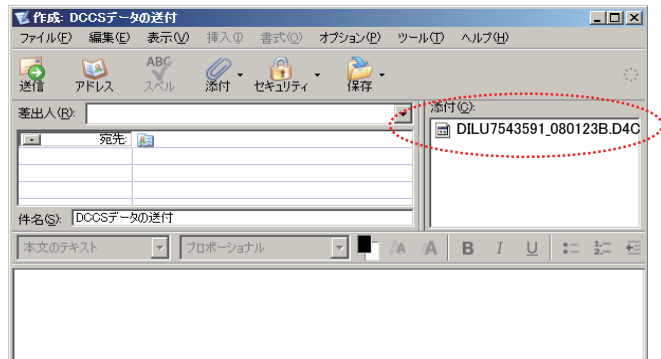 作成: DCCSデータの送付
ファイル(F) 編集(E) 表示(V) 挿入(I) 書式(O) オプション(P) ツール(T) ヘルプ(H)
ABC
送信 アドレス スペル 添付 セキュリティ 保存
差出人(R):
添付(C):
DILU7543591_080123B.D4C
宛先:
件名(S): DCCSデータの送付
本文のテキスト プロポーショナル A A B I U